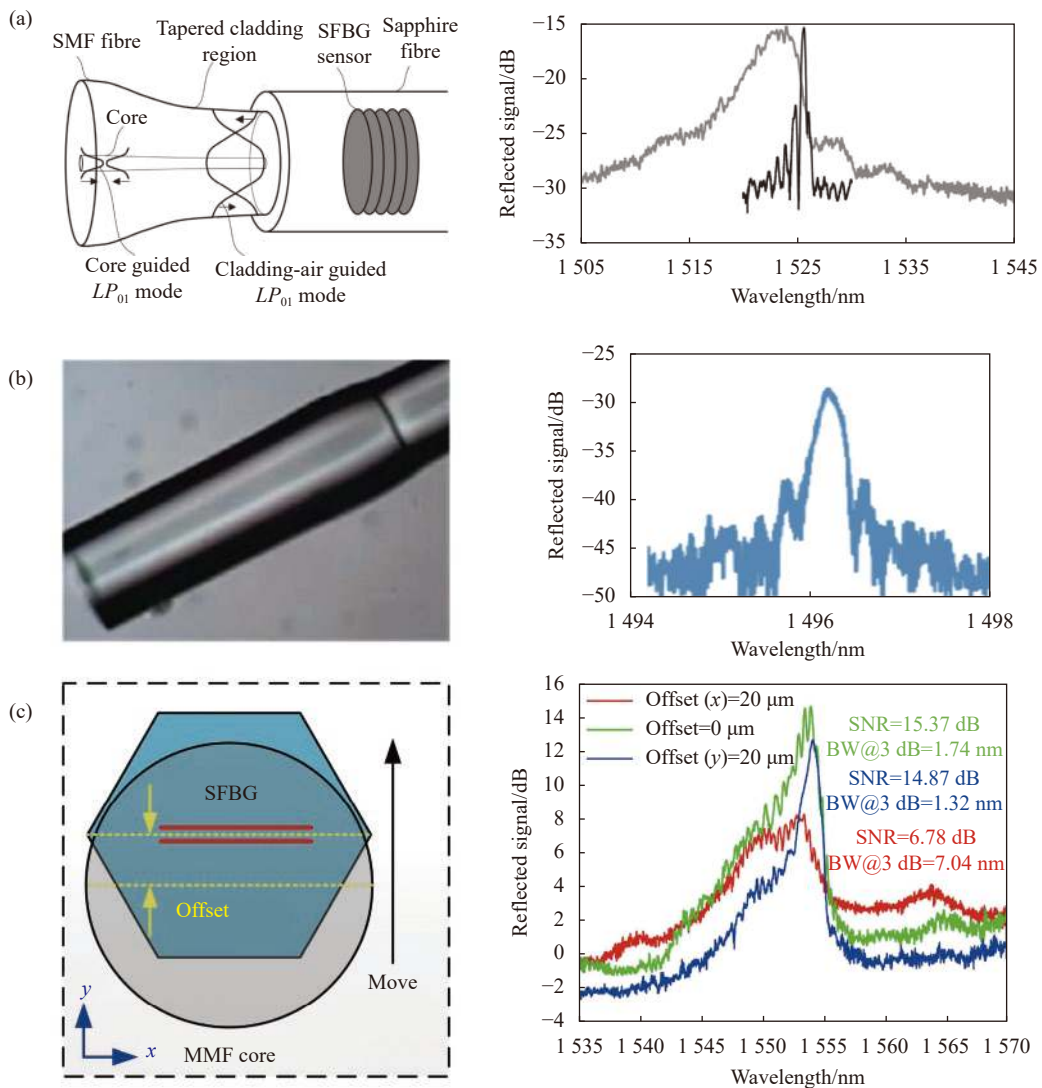 (a)
SMF fibre
Tapered cladding
region
SFBG
sensor
Sapphire
fibre
Core
Core guided
LP01 mode
Cladding-air guided
LP01 mode
Reflected signal/dB
−15
−20
−25
−30
−35
1 505
1 515
1 525
1 535
1 545
Wavelength/nm
(b)
Reflected signal/dB
−25
−30
−35
−40
−45
−50
1 494
1 496
1 498
Wavelength/nm
(c)
SFBG
Offset
Move
y
x
MMF core
Reflected signal/dB
16
14
12
10
8
6
4
2
0
−2
−4
Offset (x)=20 μm
Offset=0 μm
Offset (y)=20 μm
SNR=15.37 dB
BW@3 dB=1.74 nm
SNR=14.87 dB
BW@3 dB=1.32 nm
SNR=6.78 dB
BW@3 dB=7.04 nm
1 535
1 540
1 545
1 550
1 555
1 560
1 565
1 570
Wavelength/nm